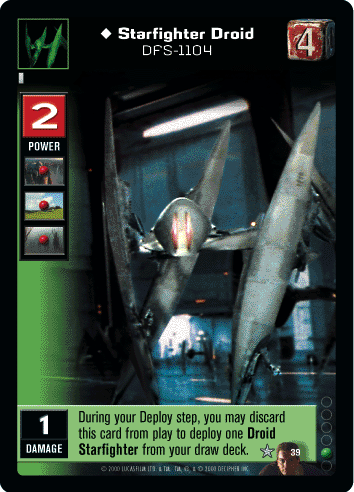 ◆ Starfighter Droid
DFS-1104
4
2
POWER
1
DAMAGE
During your Deploy step, you may discard
this card from play to deploy one Droid
Starfighter from your draw deck.
39
© 2000 LUCASFILM LTD. & TM, TM, ®, & © 2000 DECIPHER INC.